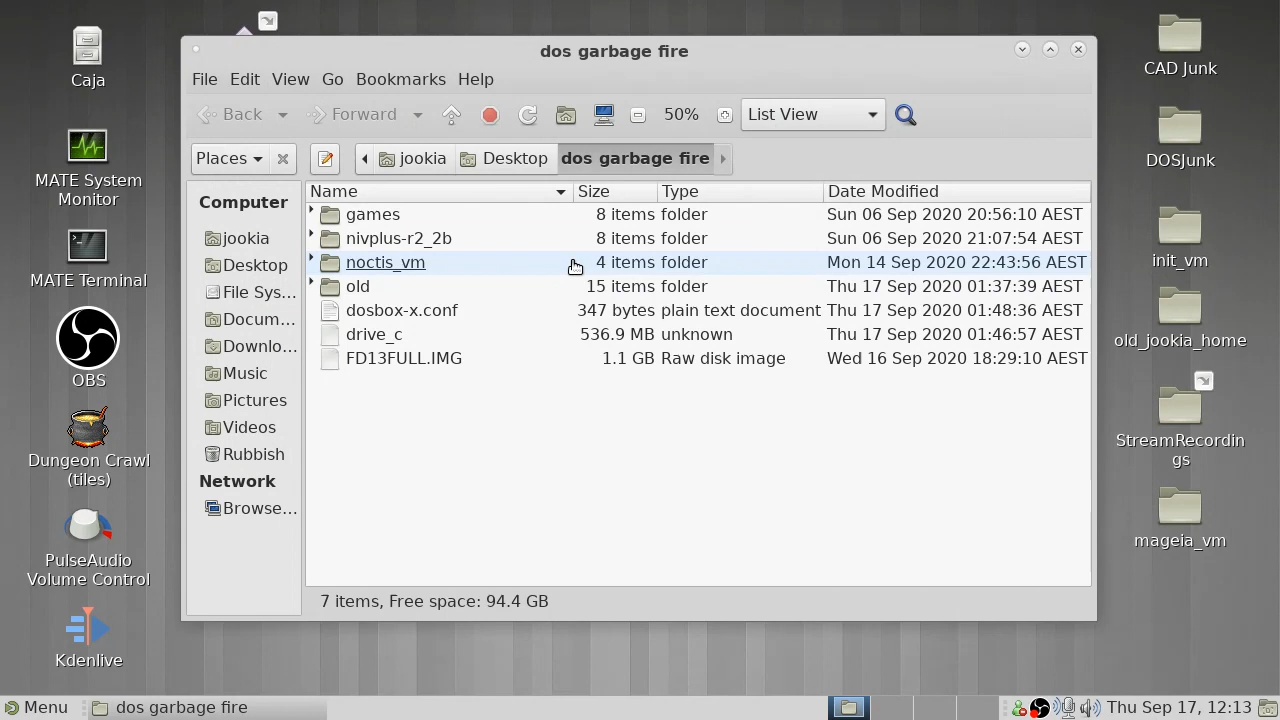 dos garbage fire
File Edit View Go Bookmarks Help
Back Forward 50% List View
Places jookia Desktop dos garbage fire
Computer
jookia
Desktop
File Sys...
Docum...
Downlo...
Music
Pictures
Videos
Rubbish
Network
Browse...
Name Size Type Date Modified
games 8 items folder Sun 06 Sep 2020 20:56:10 AEST
nivplus-r2_2b 8 items folder Sun 06 Sep 2020 21:07:54 AEST
noctis_vm 4 items folder Mon 14 Sep 2020 22:43:56 AEST
old 15 items folder Thu 17 Sep 2020 01:37:39 AEST
dosbox-x.conf 347 bytes plain text document Thu 17 Sep 2020 01:48:36 AEST
drive_c 536.9 MB unknown Thu 17 Sep 2020 01:46:57 AEST
FD13FULL.IMG 1.1 GB Raw disk image Wed 16 Sep 2020 18:29:10 AEST
7 items, Free space: 94.4 GB
Caja
MATE System
Monitor
MATE Terminal
OBS
Dungeon Crawl
(tiles)
PulseAudio
Volume Control
Kdenlive
CAD Junk
DOSJunk
init_vm
old_jookia_home
StreamRecordin
gs
mageia_vm
Menu dos garbage fire Thu Sep 17, 12:13